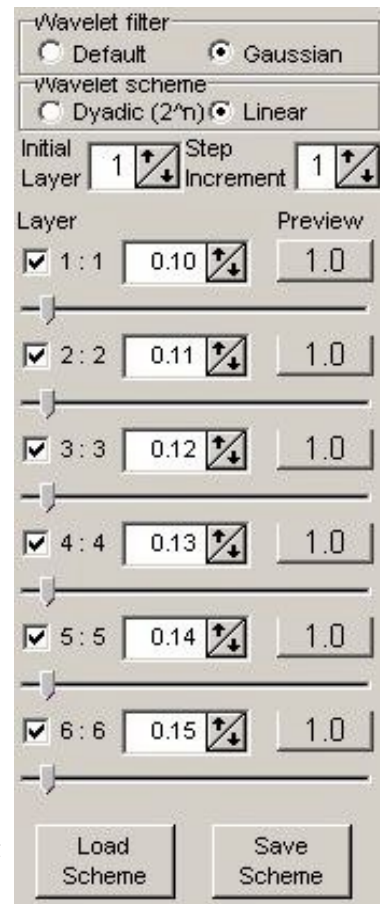 Wavelet filter
Default Gaussian
Wavelet scheme
Dyadic (2^n) Linear
Initial Layer 1 Step Increment 1
Layer Preview
1 : 1 0.10 1.0
2 : 2 0.11 1.0
3 : 3 0.12 1.0
4 : 4 0.13 1.0
5 : 5 0.14 1.0
6 : 6 0.15 1.0
Load Save
Scheme Scheme